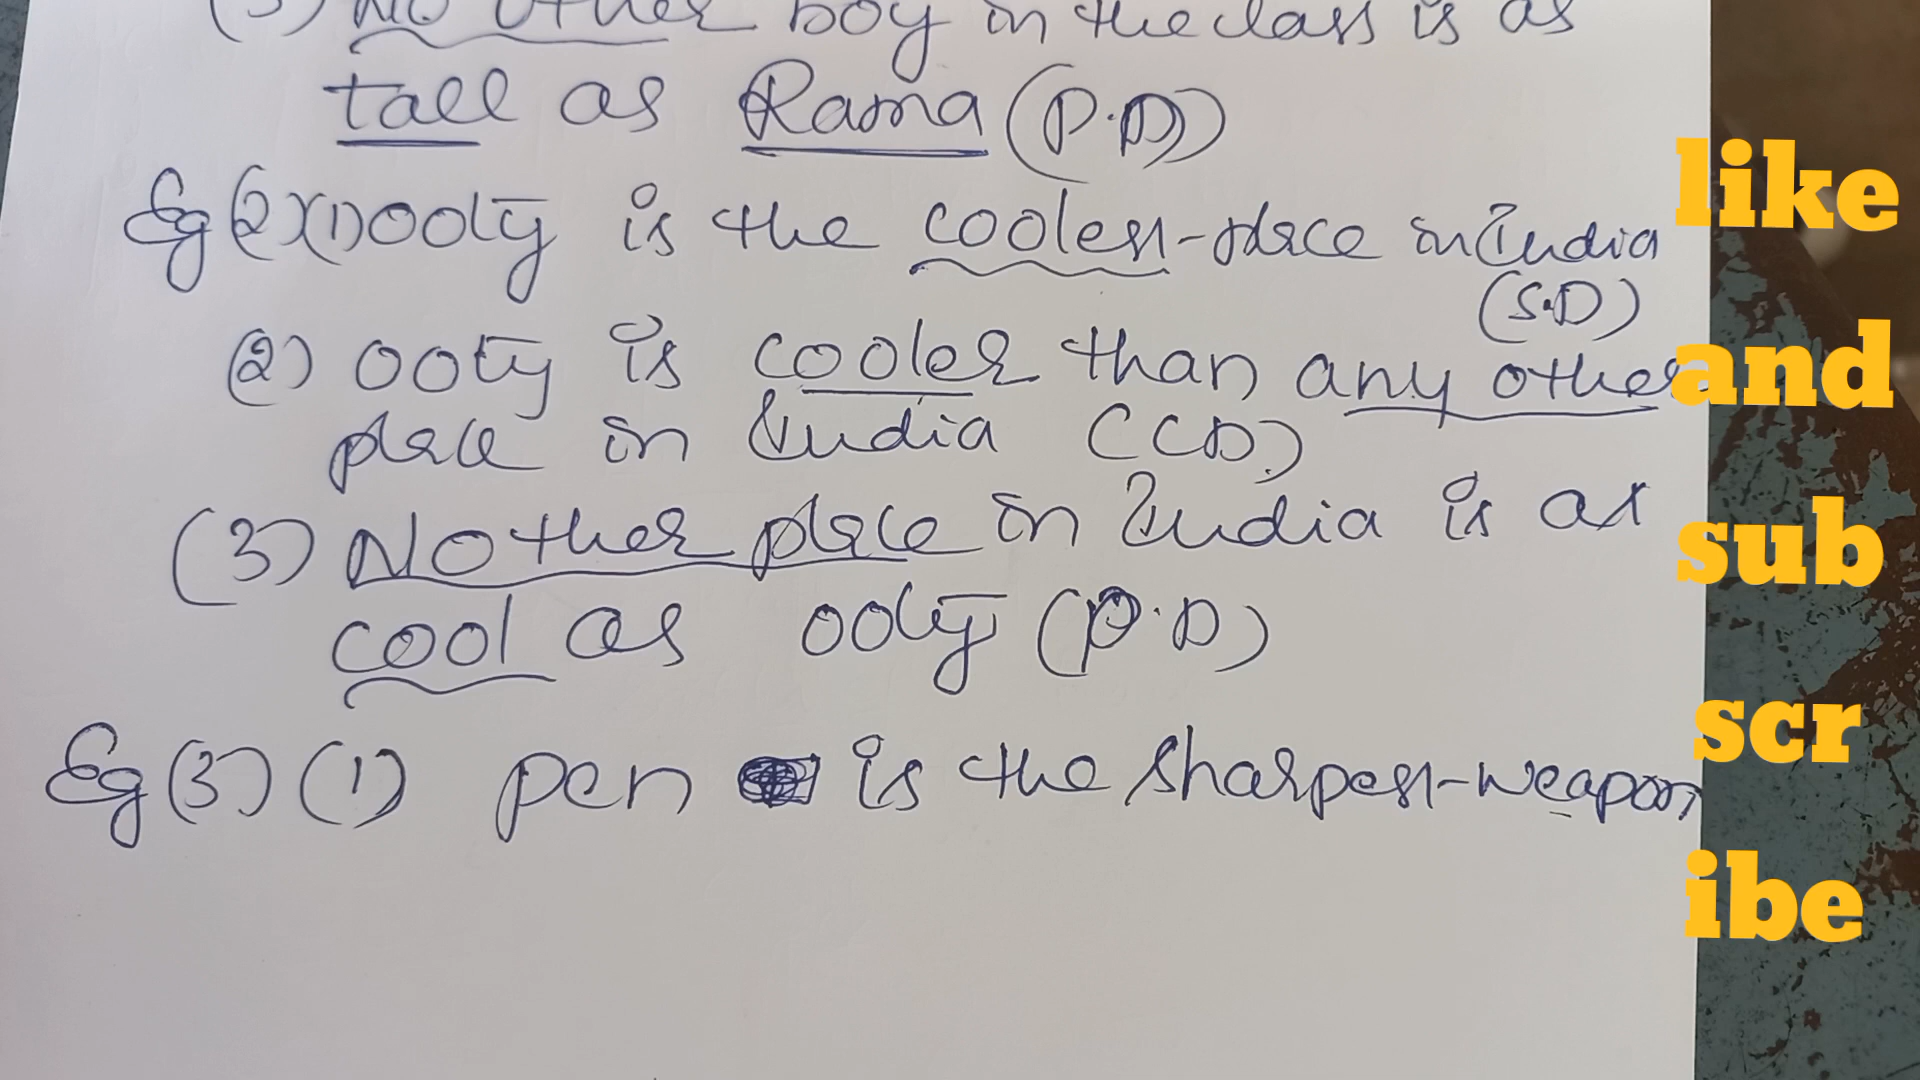 (3) No other boy in the class is as
tall as Rama (P.D)
Eg (2) (1) Ooty is the coolest place in India
(S.D)
(2) Ooty is cooler than any other
place in India (C.D)
(3) No other place in India is as
cool as Ooty (P.D)
Eg (3) (1) pen is the sharpest weapon
like
and
sub
scr
ibe